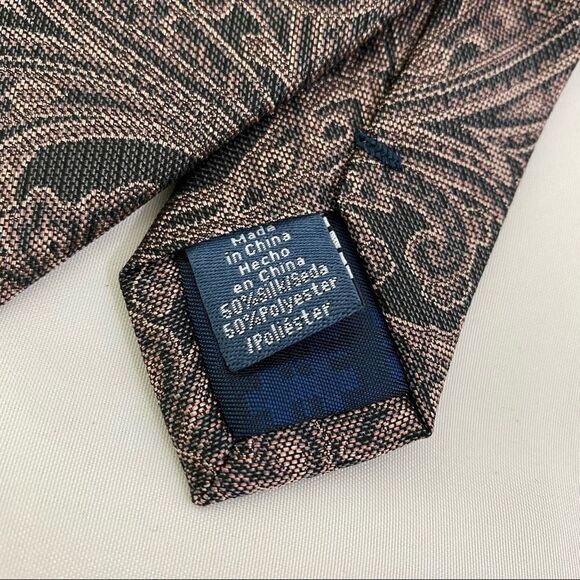 Made
in China
Hecho
en China
50%Silk/Seda
50%Polyester
/Poliéster